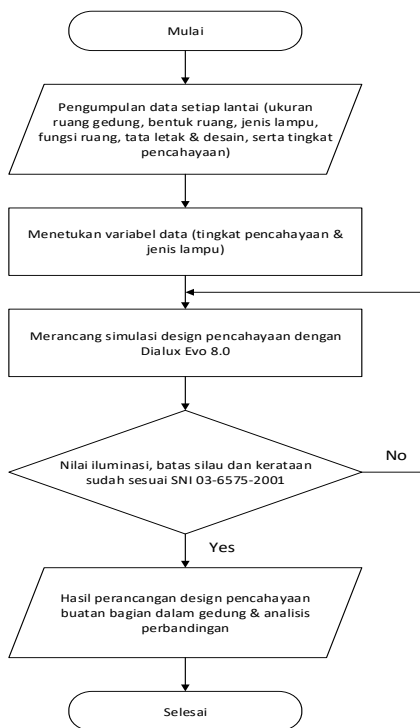 Mulai
Pengumpulan data setiap lantai (ukuran
ruang gedung, bentuk ruang, jenis lampu,
fungsi ruang, tata letak & desain, serta tingkat
pencahayaan)
Menetukan variabel data (tingkat pencahayaan &
jenis lampu)
Merancang simulasi design pencahayaan dengan
Dialux Evo 8.0
Nilai iluminasi, batas silau dan kerataan
sudah sesuai SNI 03-6575-2001
No
Yes
Hasil perancangan design pencahayaan
buatan bagian dalam gedung & analisis
perbandingan
Selesai